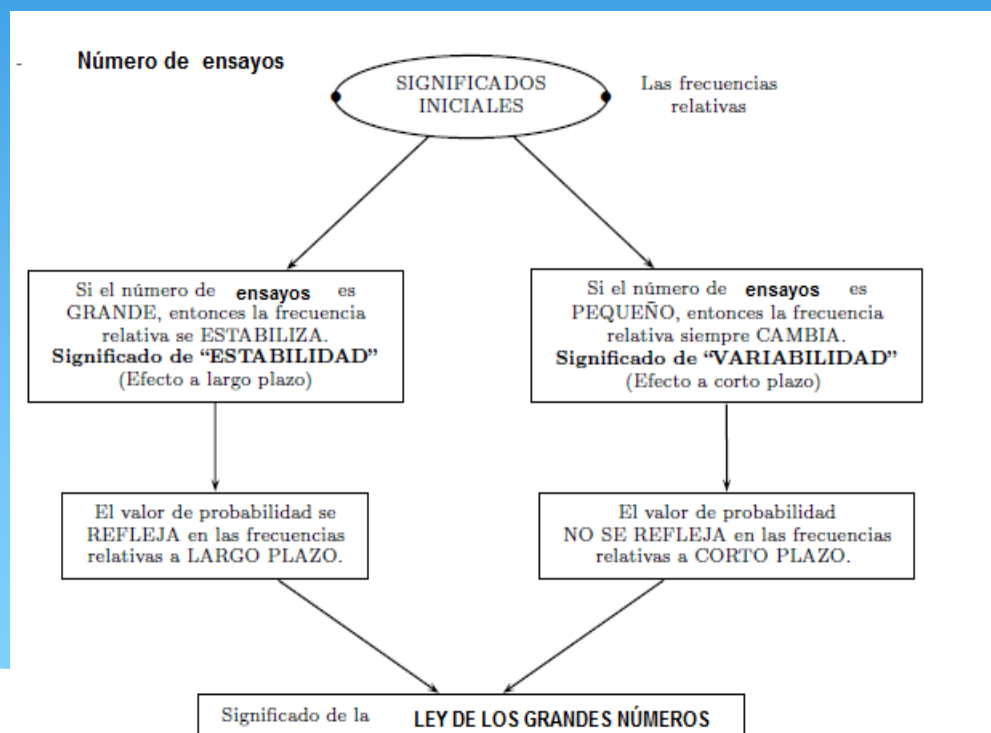 -
Número de ensayos
SIGNIFICADOS
INICIALES
Las frecuencias
relativas
Si el número de ensayos es
GRANDE, entonces la frecuencia
relativa se ESTABILIZA.
Significado de “ESTABILIDAD”
(Efecto a largo plazo)
Si el número de ensayos es
PEQUEÑO, entonces la frecuencia
relativa siempre CAMBIA.
Significado de “VARIABILIDAD”
(Efecto a corto plazo)
El valor de probabilidad se
REFLEJA en las frecuencias
relativas a LARGO PLAZO.
El valor de probabilidad
NO SE REFLEJA en las frecuencias
relativas a CORTO PLAZO.
Significado de la LEY DE LOS GRANDES NÚMEROS